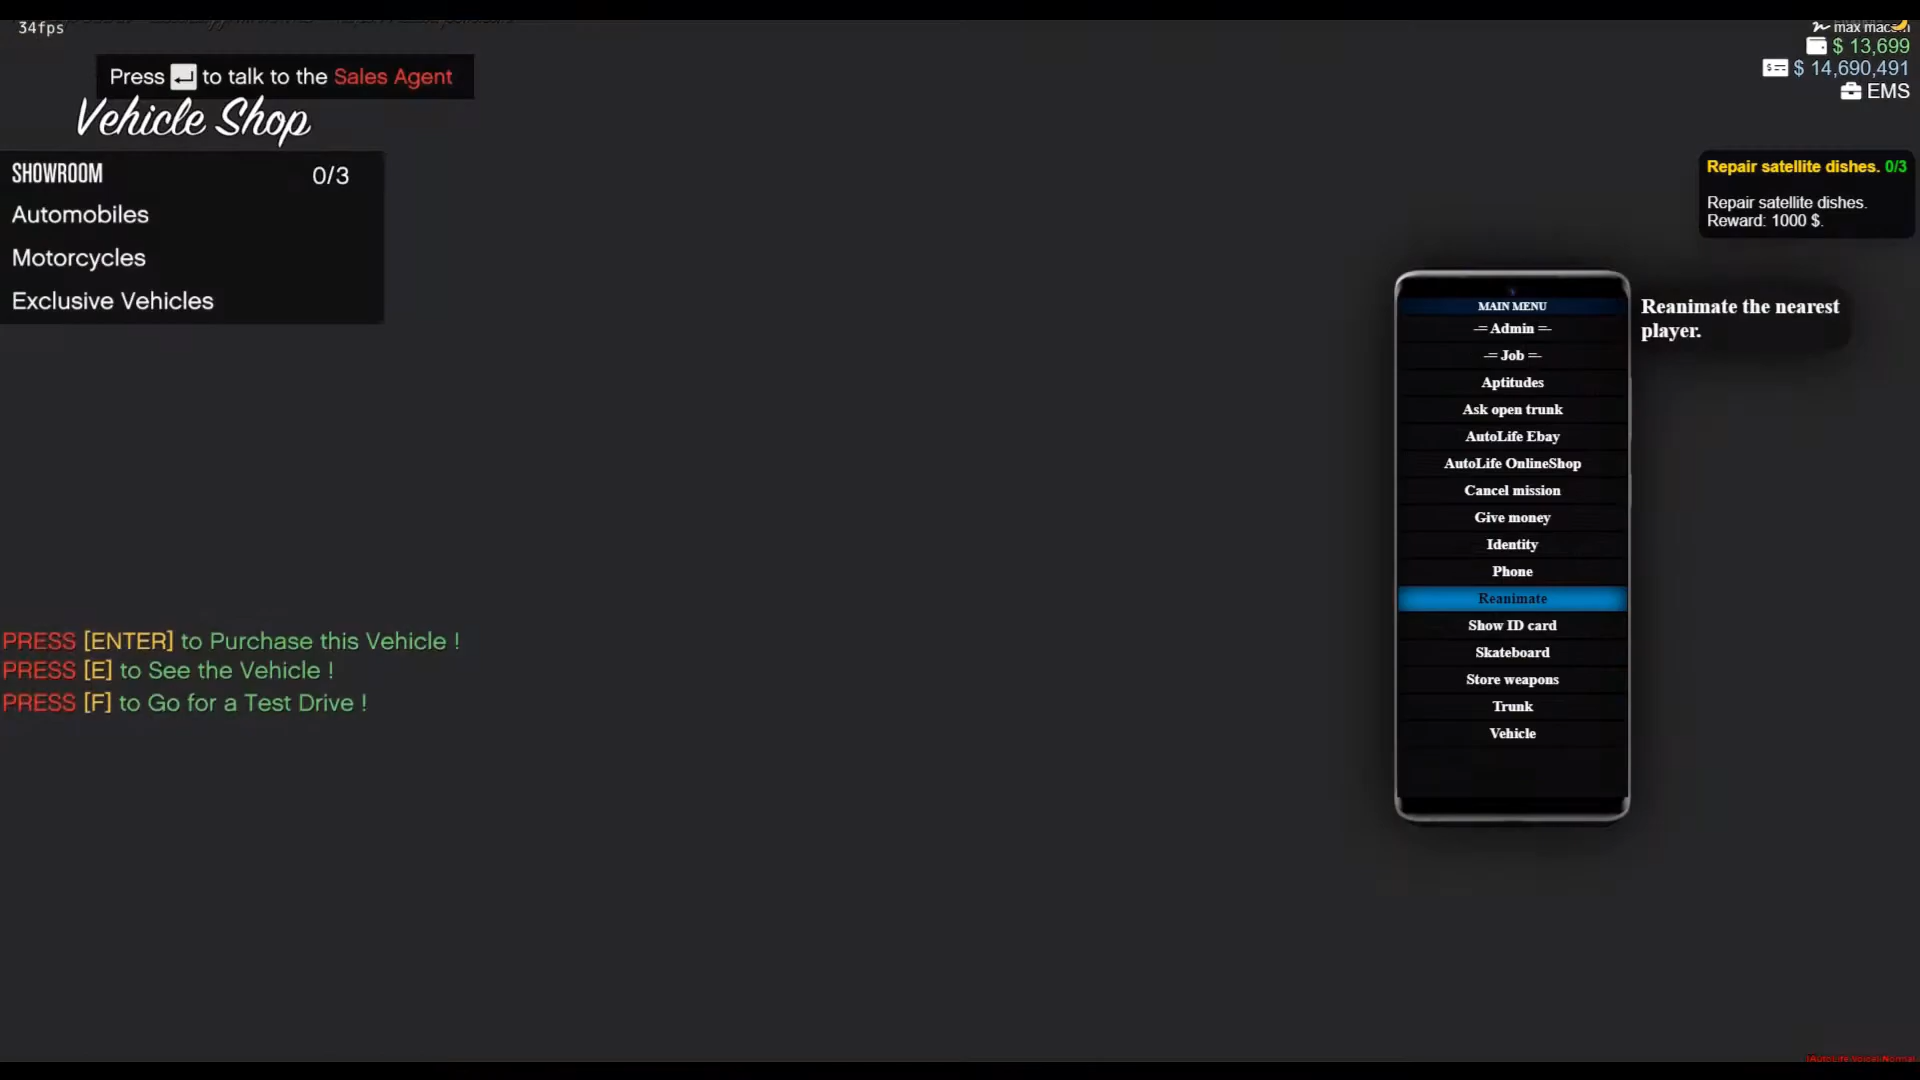 34fps
Press to talk to the Sales Agent
Vehicle Shop
SHOWROOM 0/3
Automobiles
Motorcycles
Exclusive Vehicles
PRESS [ENTER] to Purchase this Vehicle !
PRESS [E] to See the Vehicle !
PRESS [F] to Go for a Test Drive !
max
$ 13,699
$ 14,690,491
EMS
Repair satellite dishes. 0/3
Repair satellite dishes.
Reward: 1000 $.
MAIN MENU
-= Admin =-
-= Job =-
Aptitudes
Ask open trunk
AutoLife Ebay
AutoLife OnlineShop
Cancel mission
Give money
Identity
Phone
Reanimate
Show ID card
Skateboard
Store weapons
Trunk
Vehicle
Reanimate the nearest
player.